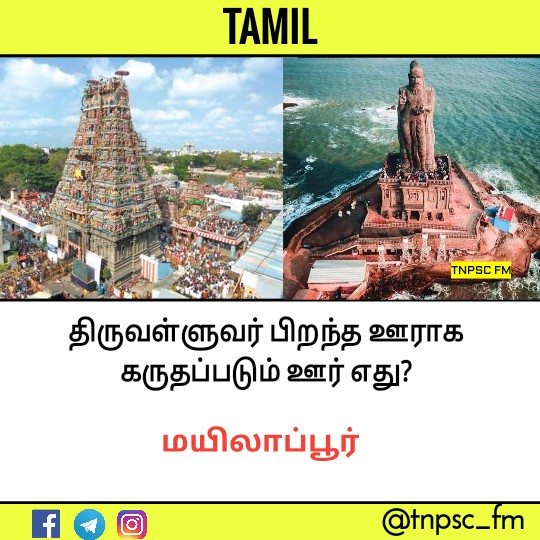 TAMIL
TNPSC FM
திருவள்ளுவர் பிறந்த ஊராக
கருதப்படும் ஊர் எது?
மயிலாப்பூர்
@tnpsc_fm